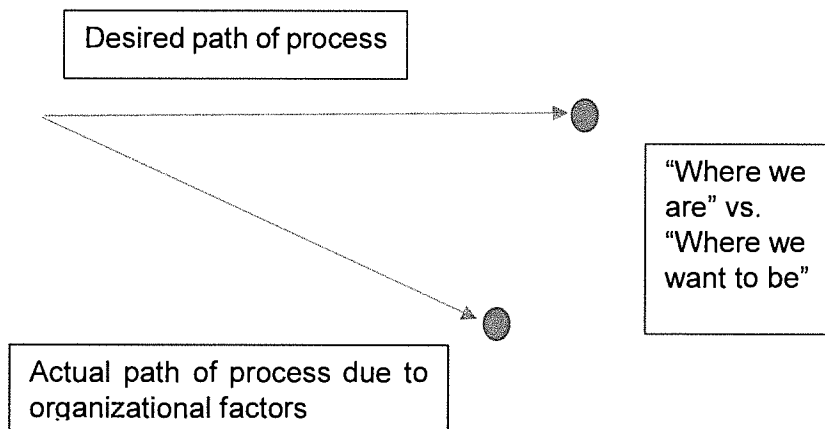 Desired path of process
“Where we
are” vs.
“Where we
want to be”
Actual path of process due to
organizational factors